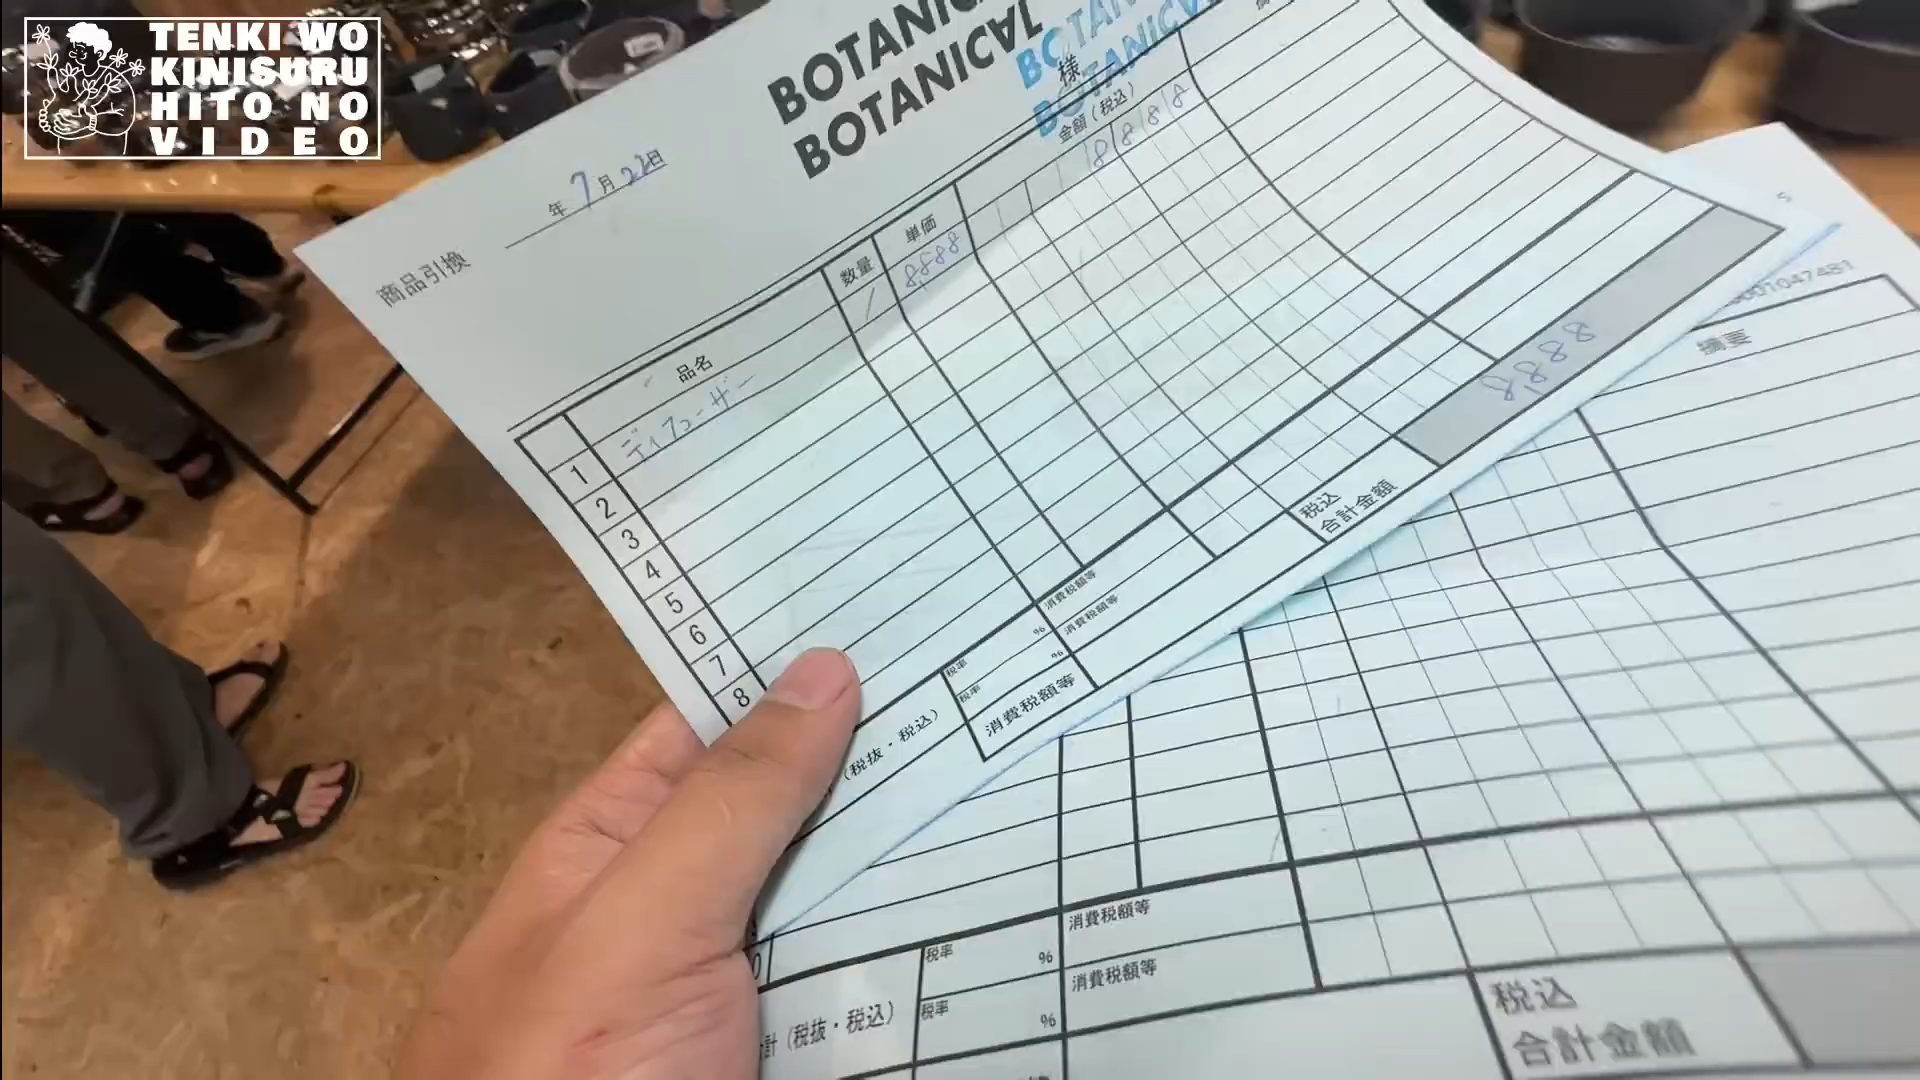 TENKI WO
KINISURU
HITO NO
VIDEO
BOTANICAL
BOTANICAL
様
年 7月 22日
商品引換
品名
数量
単価
金額(税込)
ディフューザー
8,888
8888
1
2
3
4
5
6
7
8
税率 %
消費税額等
税率 %
消費税額等
(税抜・税込)
消費税額等
税込
合計金額
8,888
摘要
税率 %
消費税額等
税率 %
消費税額等
計(税抜・税込)
税込
合計金額